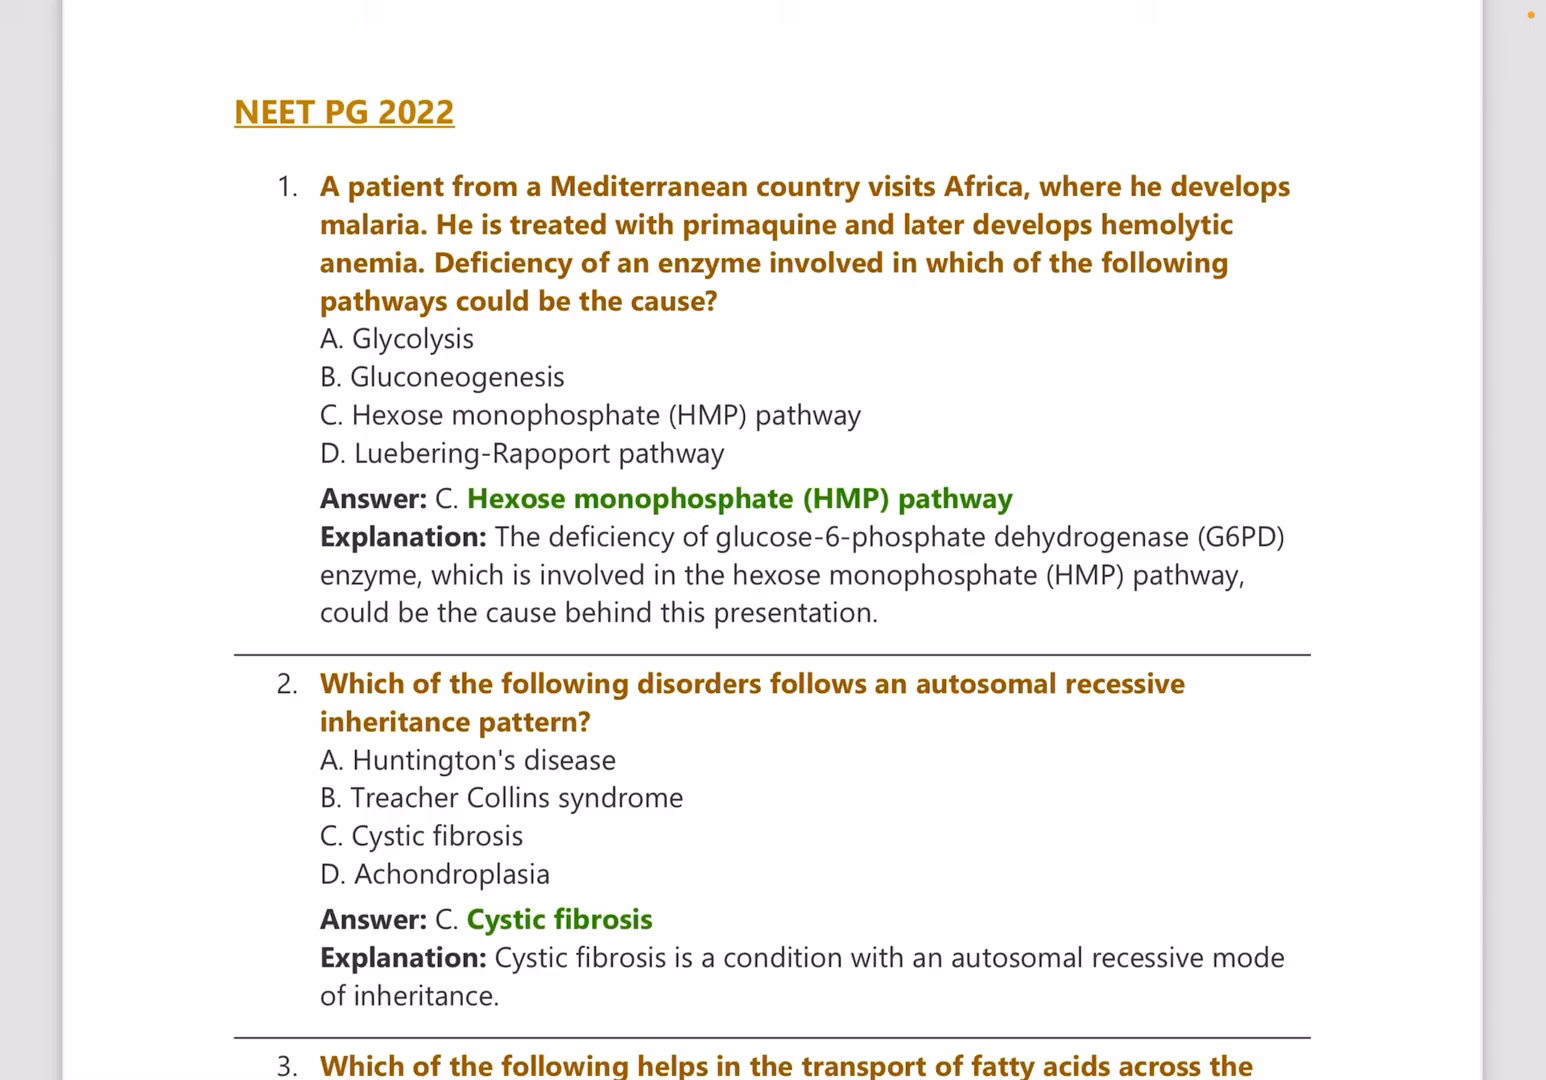 NEET PG 2022
1. A patient from a Mediterranean country visits Africa, where he develops
malaria. He is treated with primaquine and later develops hemolytic
anemia. Deficiency of an enzyme involved in which of the following
pathways could be the cause?
A. Glycolysis
B. Gluconeogenesis
C. Hexose monophosphate (HMP) pathway
D. Luebering-Rapoport pathway
Answer: C. Hexose monophosphate (HMP) pathway
Explanation: The deficiency of glucose-6-phosphate dehydrogenase (G6PD)
enzyme, which is involved in the hexose monophosphate (HMP) pathway,
could be the cause behind this presentation.
2. Which of the following disorders follows an autosomal recessive
inheritance pattern?
A. Huntington's disease
B. Treacher Collins syndrome
C. Cystic fibrosis
D. Achondroplasia
Answer: C. Cystic fibrosis
Explanation: Cystic fibrosis is a condition with an autosomal recessive mode
of inheritance.
3. Which of the following helps in the transport of fatty acids across the